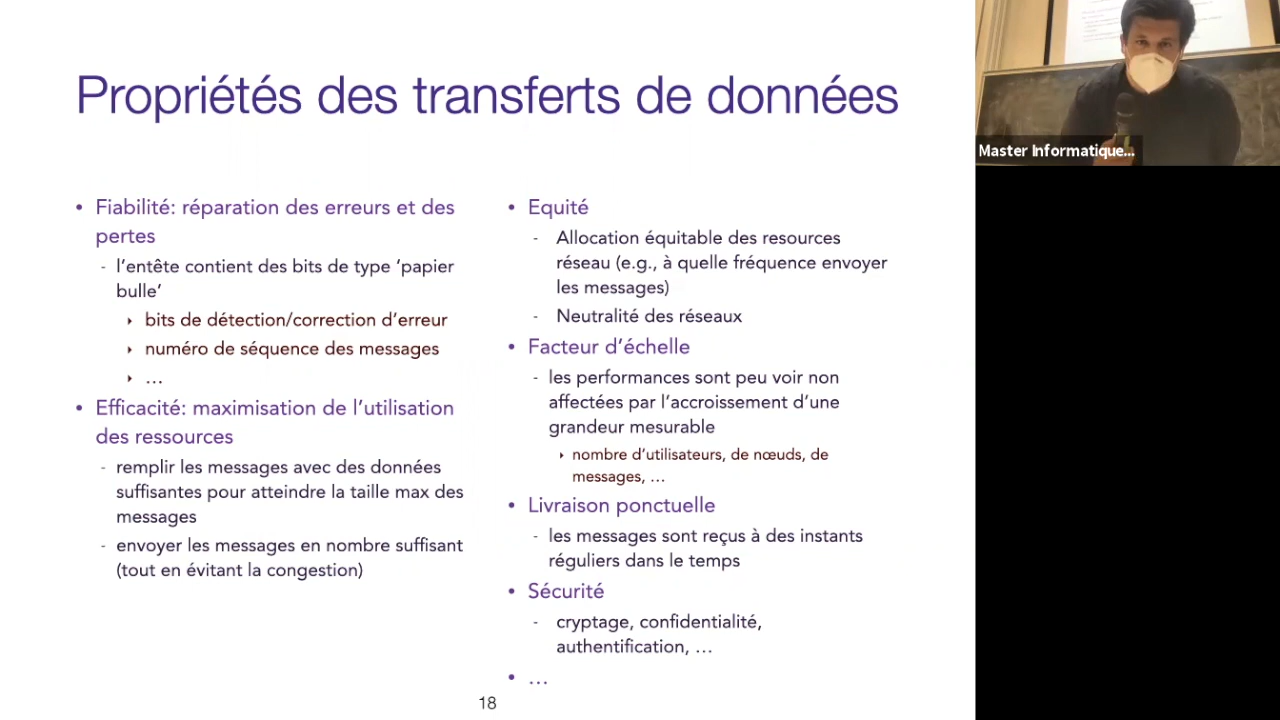 Propriétés des transferts de données
• Fiabilité: réparation des erreurs et des
pertes
- l’entête contient des bits de type ‘papier
bulle’
‣ bits de détection/correction d’erreur
‣ numéro de séquence des messages
‣ …
• Efficacité: maximisation de l’utilisation
des ressources
- remplir les messages avec des données
suffisantes pour atteindre la taille max des
messages
- envoyer les messages en nombre suffisant
(tout en évitant la congestion)
• Equité
- Allocation équitable des resources
réseau (e.g., à quelle fréquence envoyer
les messages)
- Neutralité des réseaux
• Facteur d’échelle
- les performances sont peu voir non
affectées par l’accroissement d’une
grandeur mesurable
‣ nombre d’utilisateurs, de nœuds, de
messages, …
• Livraison ponctuelle
- les messages sont reçus à des instants
réguliers dans le temps
• Sécurité
- cryptage, confidentialité,
authentification, …
• …
18
Master Informatique...